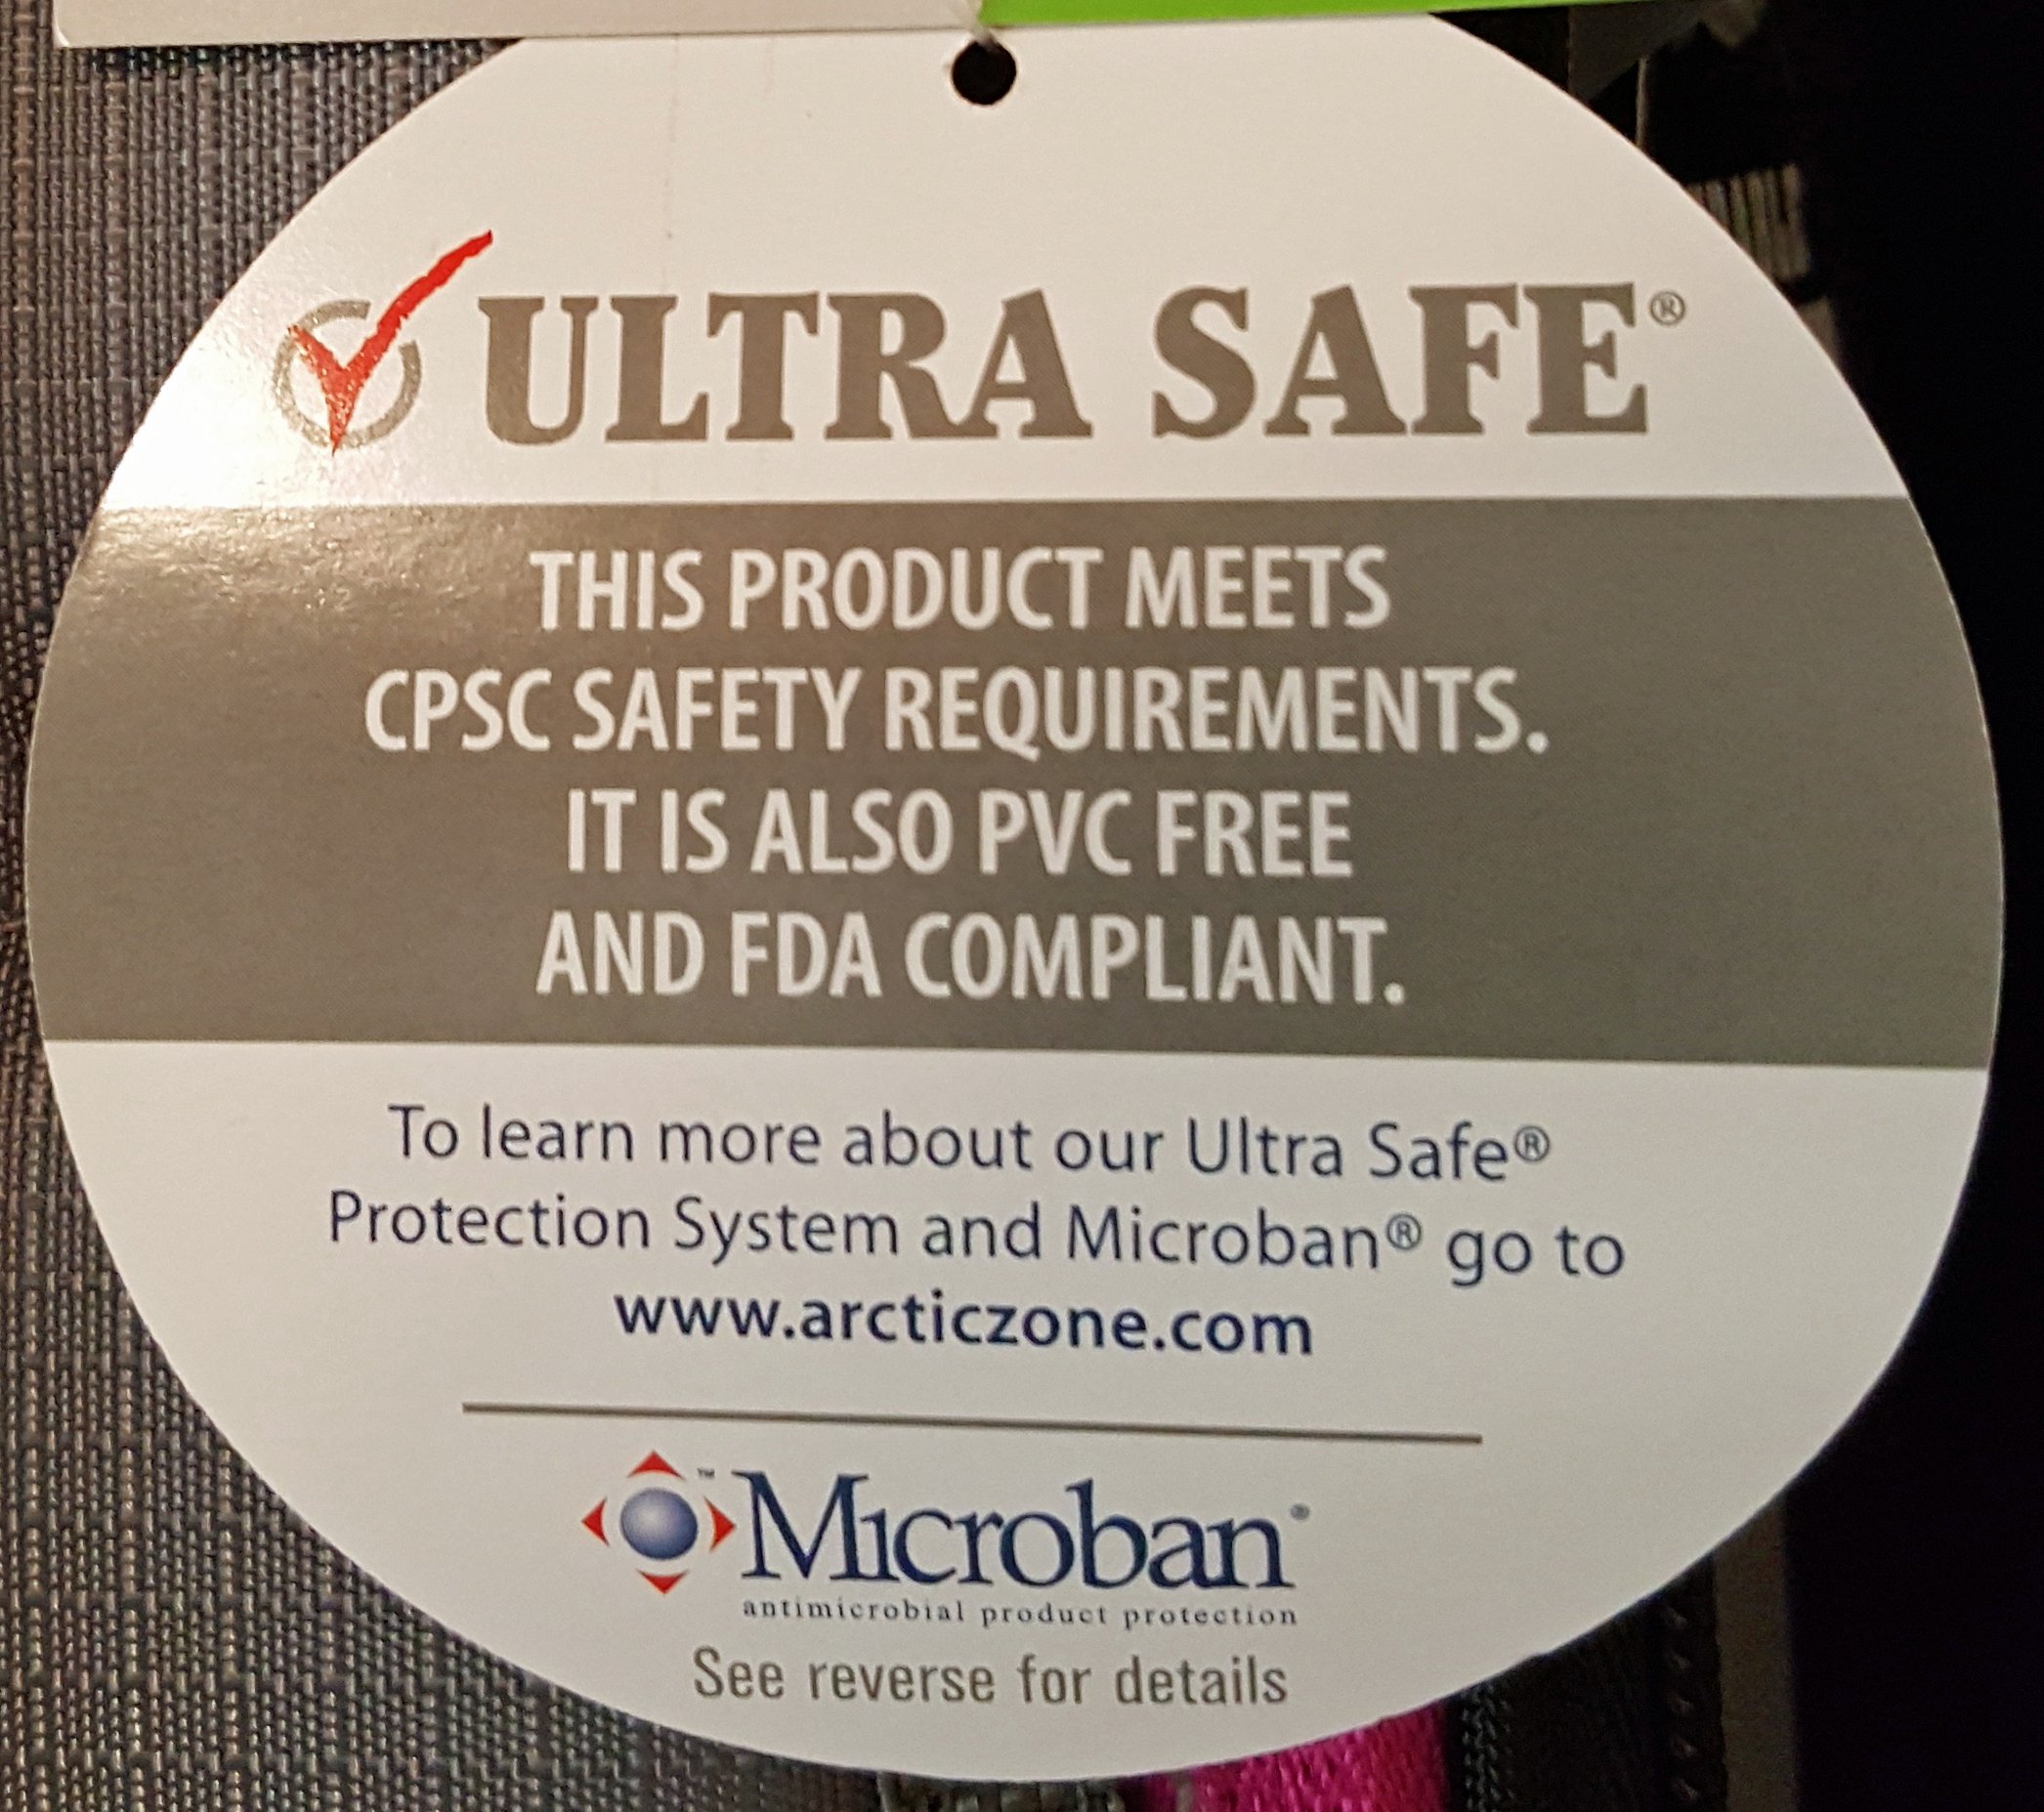 ULTRA SAFE®
THIS PRODUCT MEETS
CPSC SAFETY REQUIREMENTS.
IT IS ALSO PVC FREE
AND FDA COMPLIANT.
To learn more about our Ultra Safe®
Protection System and Microban® go to
www.arcticzone.com
™ Microban®
antimicrobial product protection
See reverse for details